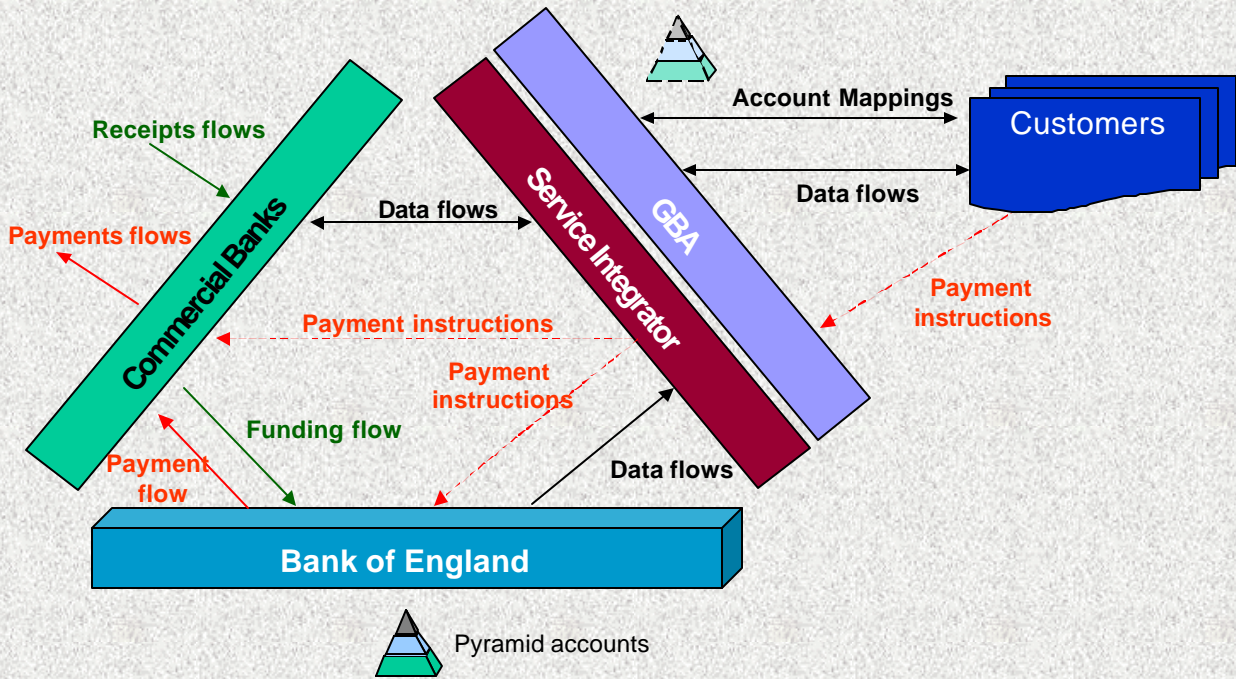 Account Mappings
Customers
Receipts flows
Data flows
Data flows
Payments flows
Commercial Banks
Service Integrator
GBA
Payment instructions
Payment
instructions
Payment
instructions
Funding flow
Payment
flow
Data flows
Bank of England
Pyramid accounts